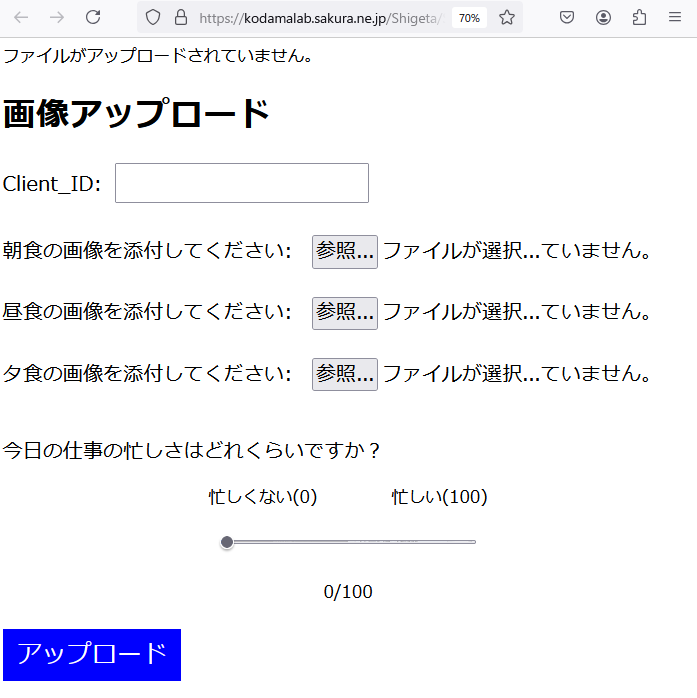 https://kodamalab.sakura.ne.jp/Shigeta/
70%
ファイルがアップロードされていません。
画像アップロード
Client_ID:
朝食の画像を添付してください: 参照... ファイルが選択...ていません。
昼食の画像を添付してください: 参照... ファイルが選択...ていません。
夕食の画像を添付してください: 参照... ファイルが選択...ていません。
今日の仕事の忙しさはどれくらいですか？
忙しくない(0) 忙しい(100)
0/100
アップロード